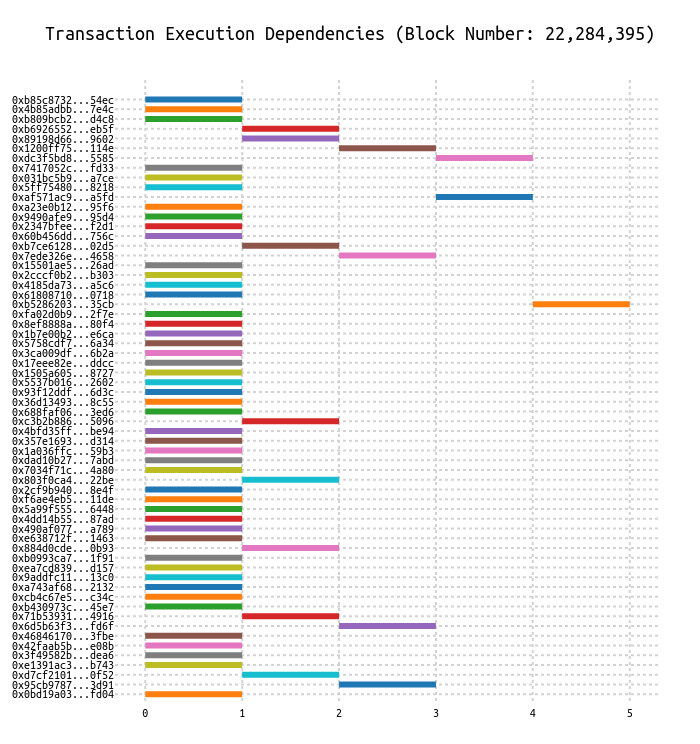 Transaction Execution Dependencies (Block Number: 22,284,395)
0xb85c8732...54ec
0x4b85adbb...7e4c
0xb809bcb2...d4c8
0xb6926552...eb5f
0x89198d66...9602
0x1200ff75...114e
0xdc3f5bd8...5585
0x7417052c...fd33
0x031bc5b9...a7ce
0x5ff75480...8218
0xaf571ac9...a5fd
0xa23e0b12...95f6
0x9490afe9...95d4
0x2347bfee...f2d1
0x60b456dd...756c
0xb7ce6128...02d5
0x7ede326e...4658
0x15501ae5...26ad
0x2cccf0b2...b303
0x4185da73...a5c6
0x61808710...0718
0xb5286203...35cb
0xfa02d0b9...2f7e
0x8ef8888a...80f4
0x1b7e00b2...e6ca
0x5758cdf7...6a34
0x3ca009df...6b2a
0x17eee82e...ddcc
0x1505a605...8727
0x5537b016...2602
0x93f12ddf...6d3c
0x36d13493...8c55
0x688faf06...3ed6
0xc3b2b886...5096
0x4bfd35ff...be94
0x357e1693...d314
0x1a036ffc...59b3
0xdad10b27...7abd
0x7034f71c...4a80
0x803f0ca4...22be
0x2cf9b940...8e4f
0xf6ae4eb5...11de
0x5a99f555...6448
0x4dd14b55...87ad
0x490af077...a789
0xe638712f...1463
0x884d0cde...0b93
0xb0993ca7...1f91
0xea7cd839...d157
0x9addfc11...13c0
0xa743af68...2132
0xcb4c67e5...c34c
0xb430973c...45e7
0x71b53931...4916
0x6d5b63f3...fd6f
0x46846170...3fbe
0x42faab5b...e08b
0x3f49582b...dea6
0xe1391ac3...b743
0xd7cf2101...0f52
0x95cb9787...3d91
0x0bd19a03...fd04
0 1 2 3 4 5